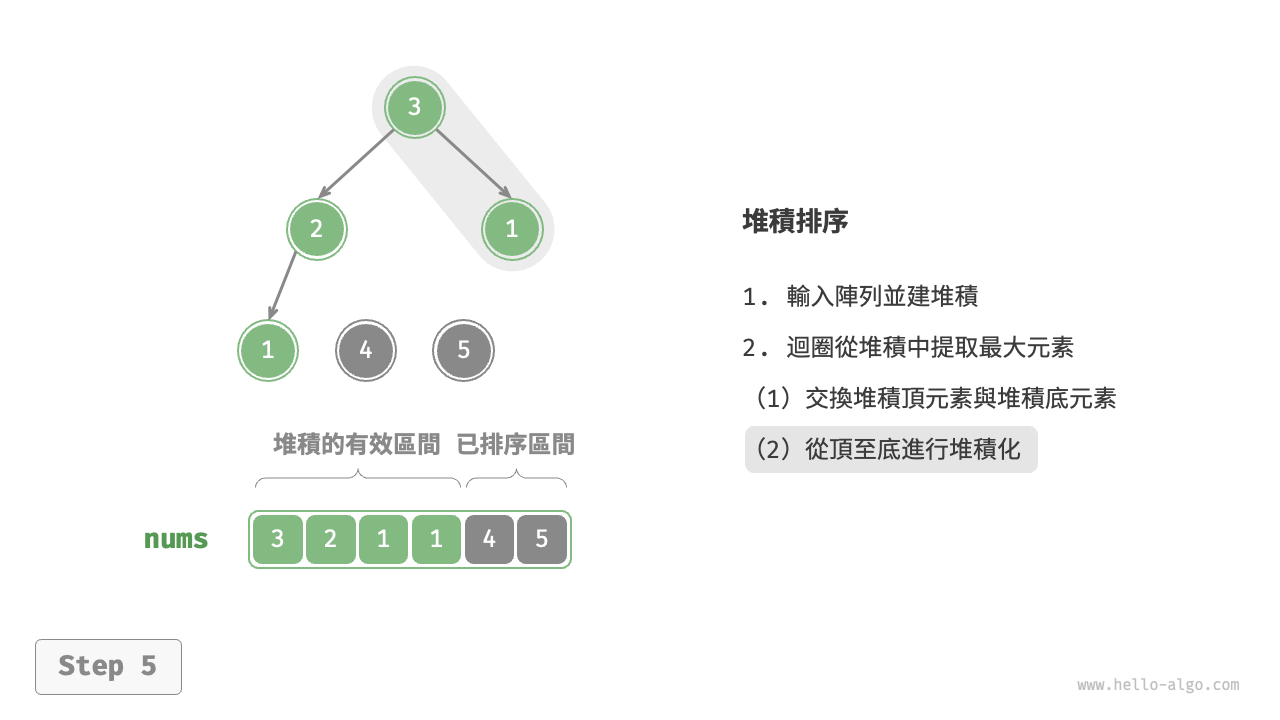 3
2 1
1 4 5
堆積的有效區間 已排序區間
nums 3 2 1 1 4 5
Step 5
堆積排序
1. 輸入陣列並建堆積
2. 迴圈從堆積中提取最大元素
（1）交換堆積頂元素與堆積底元素
（2）從頂至底進行堆積化
www.hello-algo.com